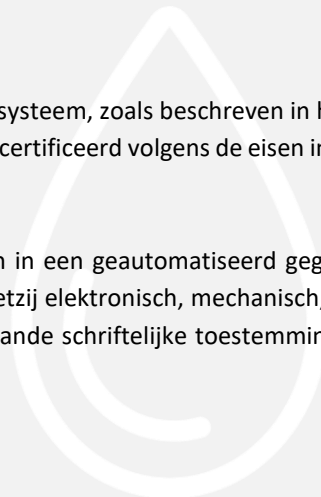 systeem, zoals beschreven in h
certificeerd volgens de eisen in
n in een geautomatiseerd geg
etzij elektronisch, mechanisch,
ande schriftelijke toestemmin